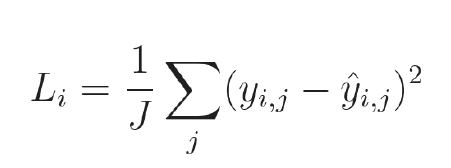 L_i = \frac{1}{J} \sum_{j} (y_{i,j} - \hat{y}_{i,j})^2